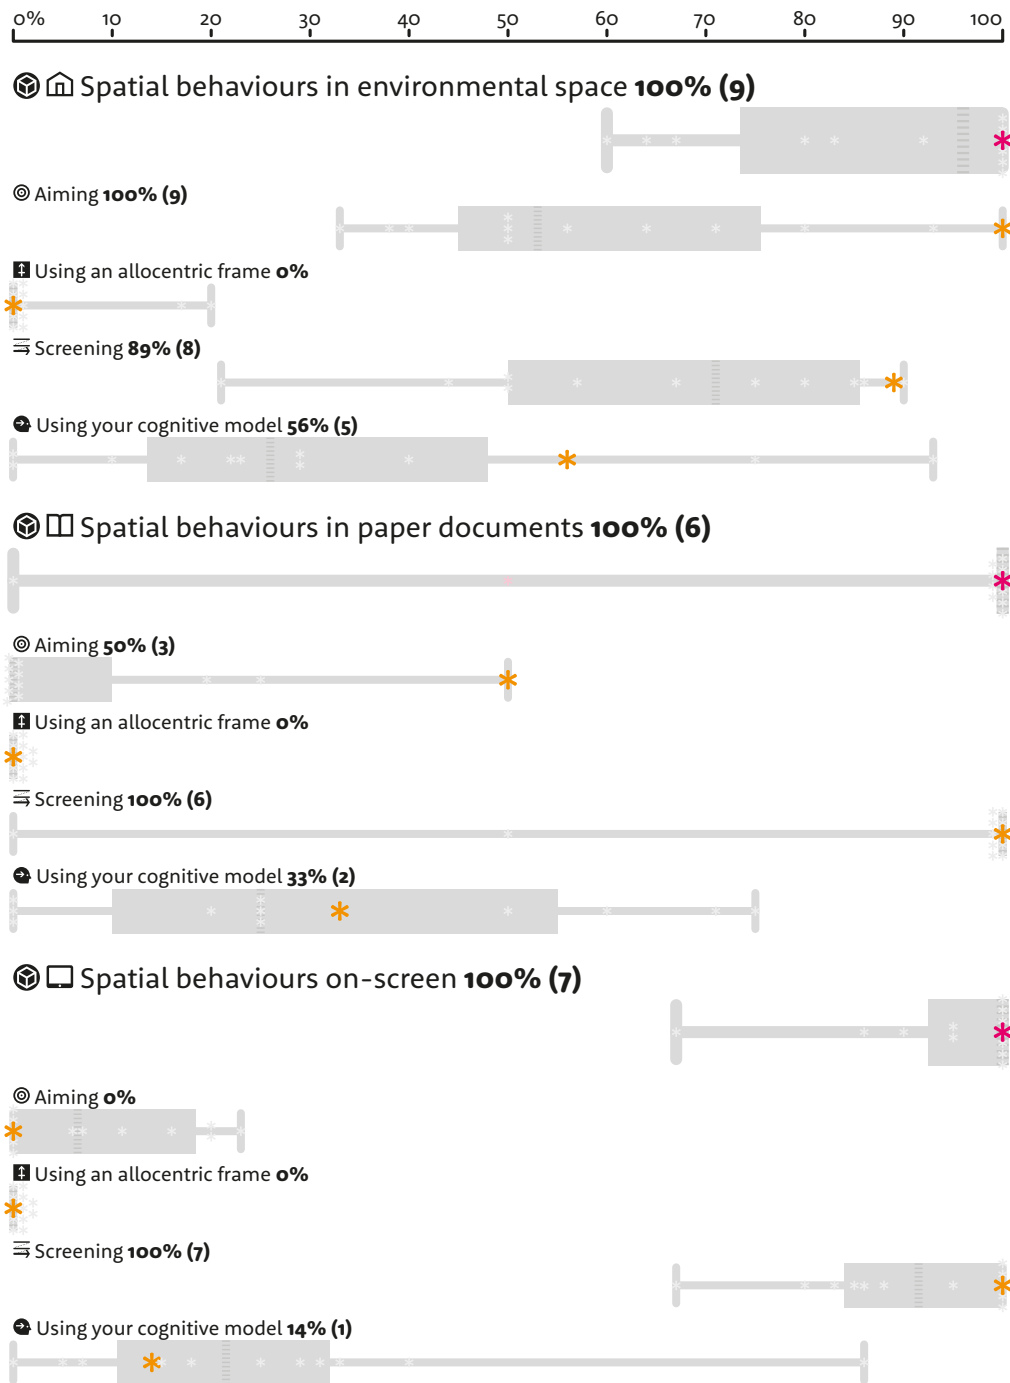 0% 10 20 30 40 50 60 70 80 90 100
Spatial behaviours in environmental space 100% (9)
Aiming 100% (9)
Using an allocentric frame 0%
Screening 89% (8)
Using your cognitive model 56% (5)
Spatial behaviours in paper documents 100% (6)
Aiming 50% (3)
Using an allocentric frame 0%
Screening 100% (6)
Using your cognitive model 33% (2)
Spatial behaviours on-screen 100% (7)
Aiming 0%
Using an allocentric frame 0%
Screening 100% (7)
Using your cognitive model 14% (1)